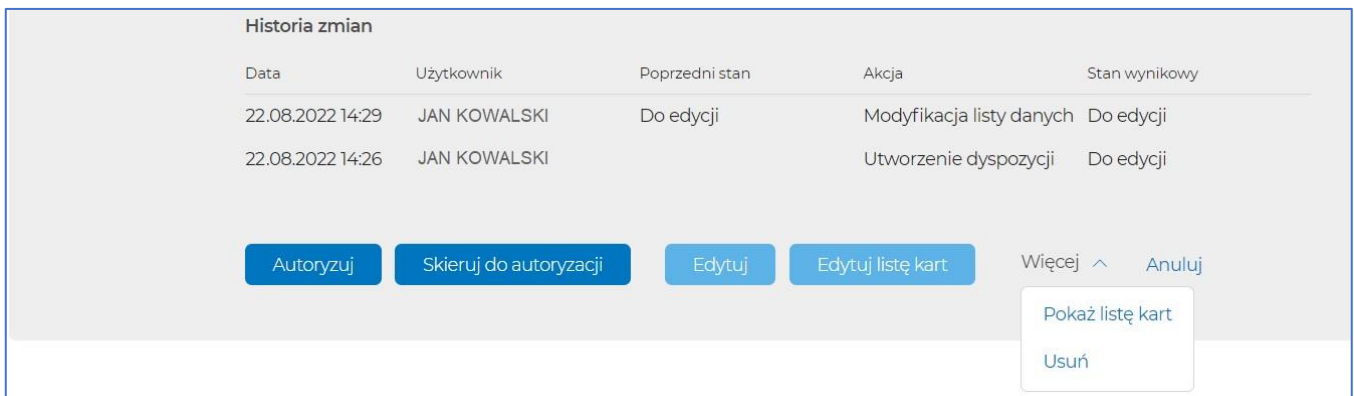 Historia zmian
Data Użytkownik Poprzedni stan Akcja Stan wynikowy
22.08.2022 14:29 JAN KOWALSKI Do edycji Modyfikacja listy danych Do edycji
22.08.2022 14:26 JAN KOWALSKI Utworzenie dyspozycji Do edycji
Autoryzuj Skieruj do autoryzacji Edytuj Edytuj listę kart Więcej Anuluj
Pokaż listę kart
Usuń